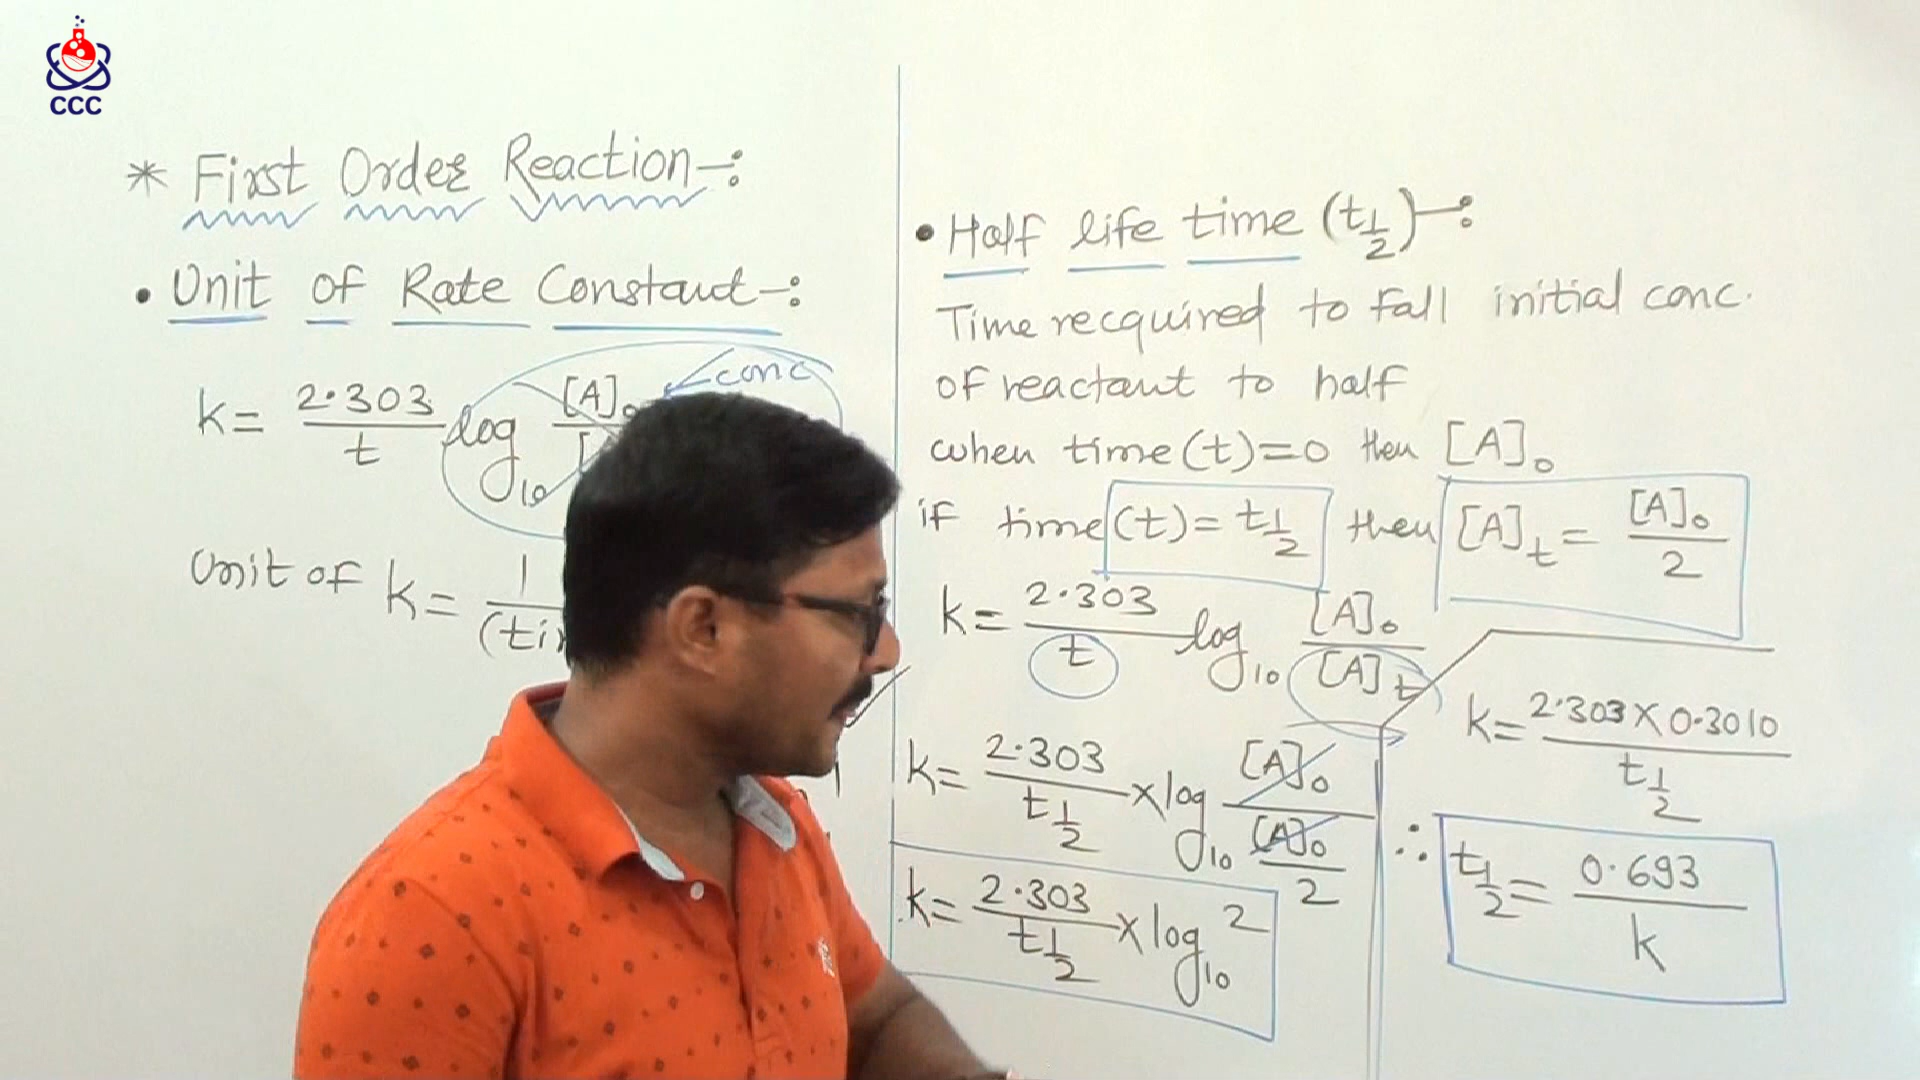 CCC
* First Order Reaction-:
• Unit of Rate Constant-:
k= 2.303/t log10 [A]₀/[
conc
Unit of k= 1/(ti
• Half life time (t1/2)-:
Time recquired to fall initial conc.
of reactant to half
when time(t)=0 then [A]₀
if time(t)= t1/2 then [A]t= [A]₀/2
k= 2.303/t log10 [A]₀/[A]t
k= 2.303/t1/2 × log10 [A]₀/([A]₀/2)
k= 2.303/t1/2 × log10 2
k= 2.303×0.3010/t1/2
∴ t1/2= 0.693/k